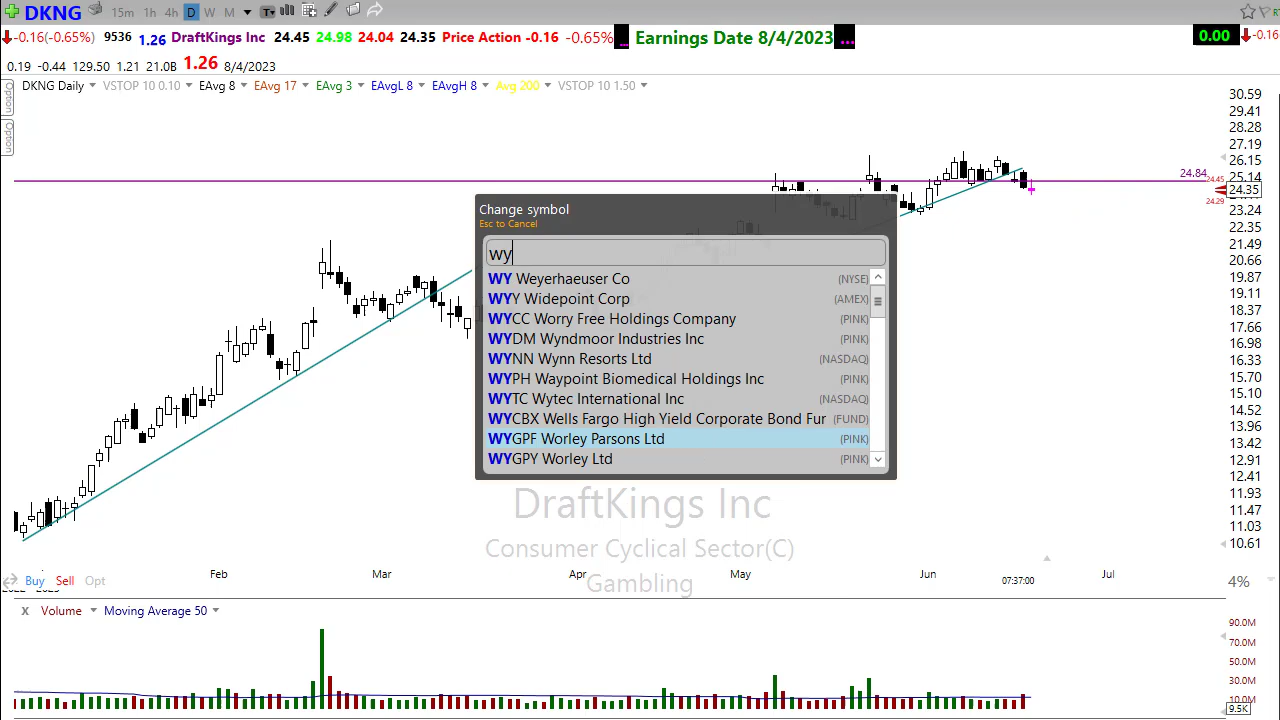 DKNG 15m 1h 4h D W M T
-0.16(-0.65%) 9536 1.26 DraftKings Inc 24.45 24.98 24.04 24.35 Price Action -0.16 -0.65% ... Earnings Date 8/4/2023 ... 0.00 -0.16
0.19 -0.44 129.50 1.21 21.0B 1.26 8/4/2023
DKNG Daily VSTOP 10 0.10 EAvg 8 EAvg 17 EAvg 3 EAvgL 8 EAvgH 8 Avg 200 VSTOP 10 1.50
Option
Option
30.59
29.41
28.28
27.19
26.15
25.14
24.84
24.45
24.35
24.29
23.24
22.35
21.49
20.66
19.87
19.11
18.37
17.66
16.98
16.33
15.70
15.10
14.52
13.96
13.42
12.91
12.41
11.93
11.47
11.03
10.61
Change symbol
Esc to Cancel
wy
WY Weyerhaeuser Co (NYSE)
WYY Widepoint Corp (AMEX)
WYCC Worry Free Holdings Company (PINK)
WYDM Wyndmoor Industries Inc (PINK)
WYNN Wynn Resorts Ltd (NASDAQ)
WYPH Waypoint Biomedical Holdings Inc (PINK)
WYTC Wytec International Inc (NASDAQ)
WYCBX Wells Fargo High Yield Corporate Bond Fur (FUND)
WYGPF Worley Parsons Ltd (PINK)
WYGPY Worley Ltd (PINK)
DraftKings Inc
Consumer Cyclical Sector(C)
Gambling
Feb Mar Apr May Jun Jul
Buy Sell Opt 07:37:00 4%
X Volume Moving Average 50
90.0M
70.0M
50.0M
30.0M
10.0M
9.5K